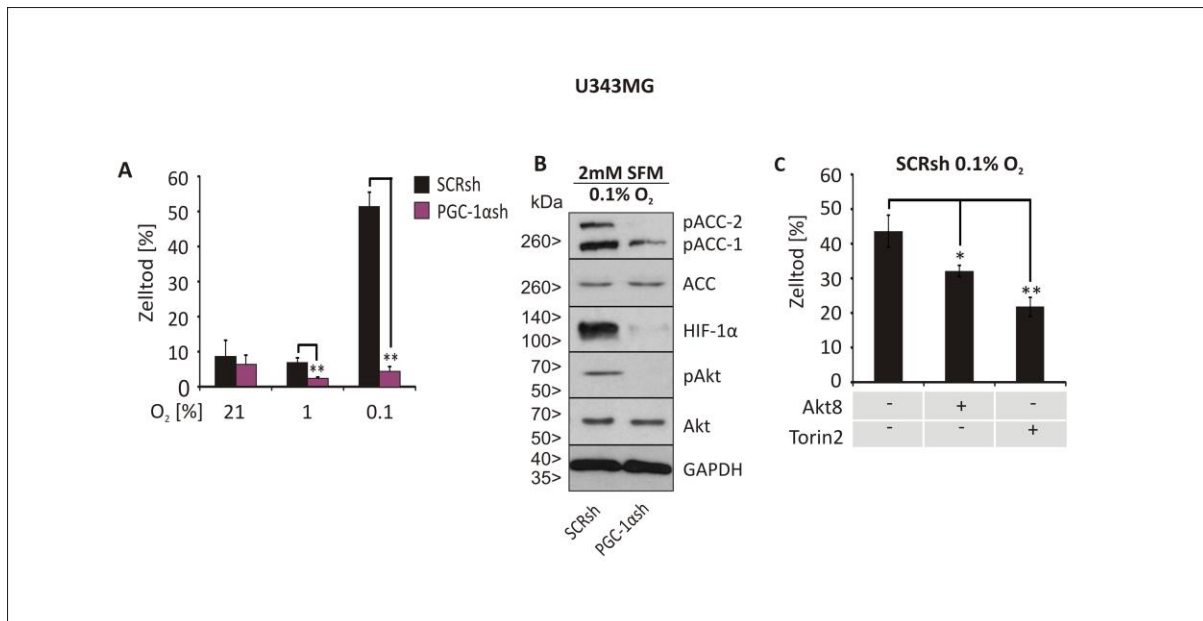 U343MG
A
Zelltod [%]
60
50
40
30
20
10
0
SCRsh
PGC-1αsh
**
**
O₂ [%] 21 1 0.1
B
2mM SFM
0.1% O₂
kDa
pACC-2
260> pACC-1
260> ACC
140>
HIF-1α
100>
70>
pAkt
50>
70>
Akt
50>
40>
GAPDH
35>
SCRsh
PGC-1αsh
C
SCRsh 0.1% O₂
Zelltod [%]
60
50
40
30
20
10
0
*
**
Akt8 - + -
Torin2 - - +